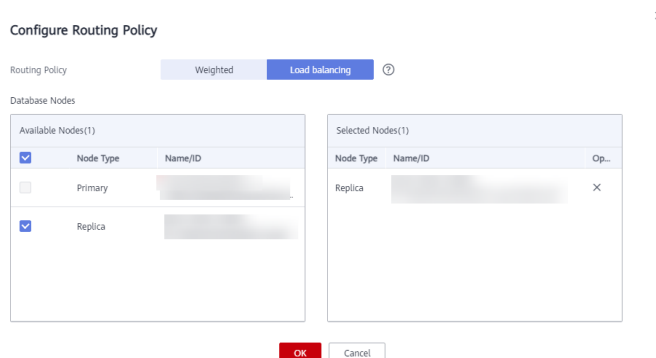 Configure Routing Policy
Routing Policy
Weighted
Load balancing
?
Database Nodes
Available Nodes(1)
Node Type
Name/ID
Primary
Replica
Selected Nodes(1)
Node Type
Name/ID
Op...
Replica
OK
Cancel